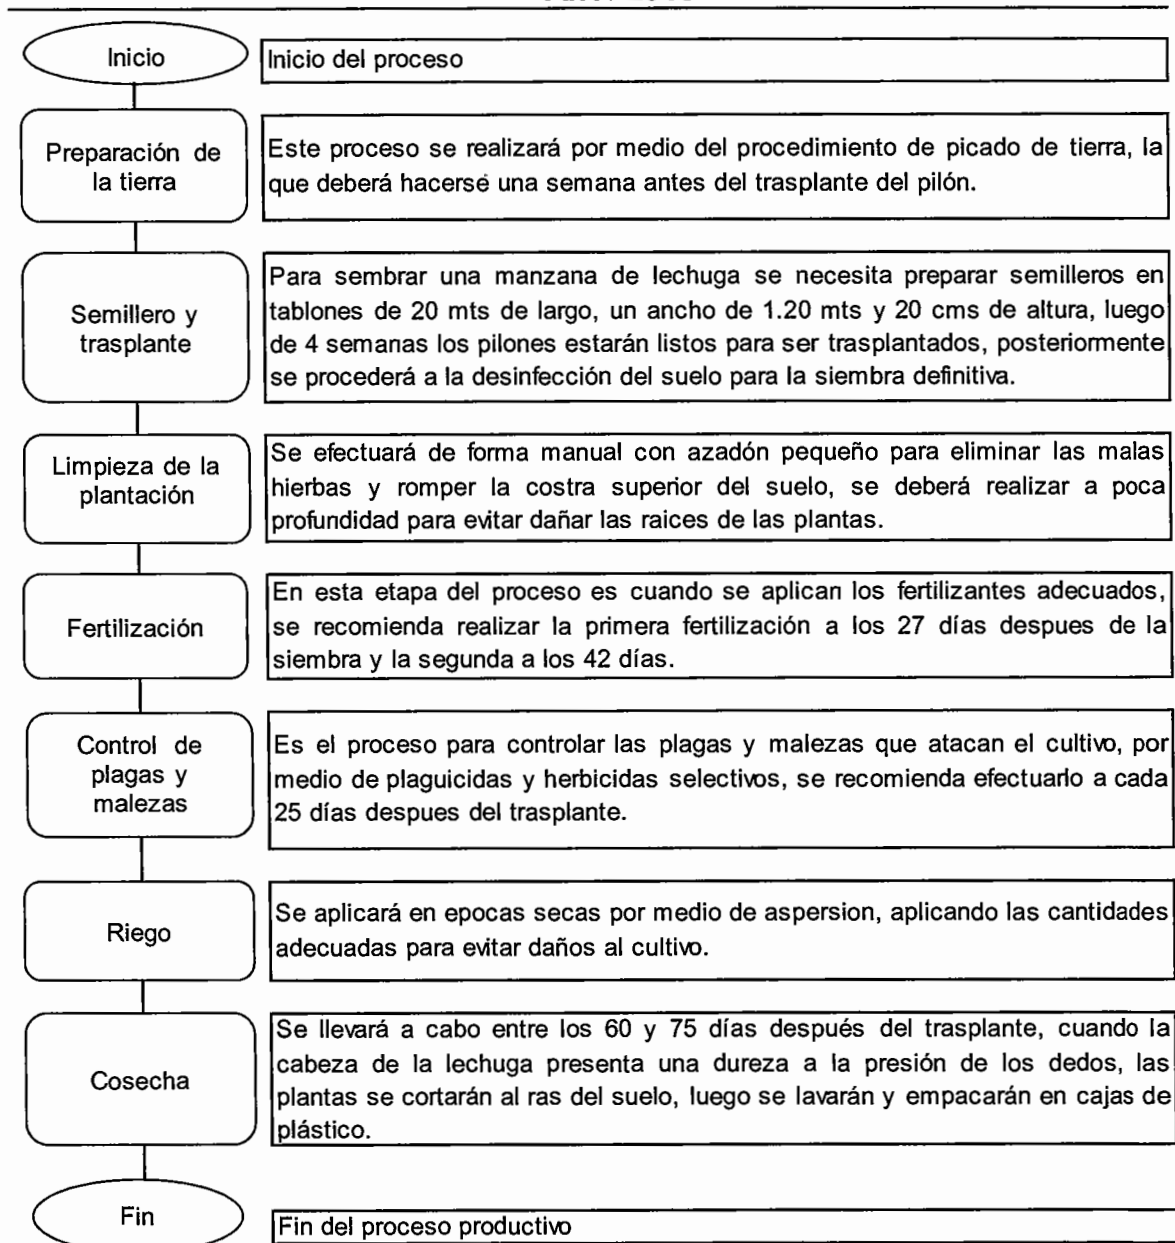 Inicio
Inicio del proceso
Preparación de
la tierra
Este proceso se realizará por medio del procedimiento de picado de tierra, la
que deberá hacerse una semana antes del trasplante del pilón.
Semillero y
trasplante
Para sembrar una manzana de lechuga se necesita preparar semilleros en
tablones de 20 mts de largo, un ancho de 1.20 mts y 20 cms de altura, luego
de 4 semanas los pilones estarán listos para ser trasplantados, posteriormente
se procederá a la desinfección del suelo para la siembra definitiva.
Limpieza de la
plantación
Se efectuará de forma manual con azadón pequeño para eliminar las malas
hierbas y romper la costra superior del suelo, se deberá realizar a poca
profundidad para evitar dañar las raices de las plantas.
Fertilización
En esta etapa del proceso es cuando se aplican los fertilizantes adecuados,
se recomienda realizar la primera fertilización a los 27 días despues de la
siembra y la segunda a los 42 días.
Control de
plagas y
malezas
Es el proceso para controlar las plagas y malezas que atacan el cultivo, por
medio de plaguicidas y herbicidas selectivos, se recomienda efectuarlo a cada
25 días despues del trasplante.
Riego
Se aplicará en epocas secas por medio de aspersion, aplicando las cantidades
adecuadas para evitar daños al cultivo.
Cosecha
Se llevará a cabo entre los 60 y 75 días después del trasplante, cuando la
cabeza de la lechuga presenta una dureza a la presión de los dedos, las
plantas se cortarán al ras del suelo, luego se lavarán y empacarán en cajas de
plástico.
Fin
Fin del proceso productivo